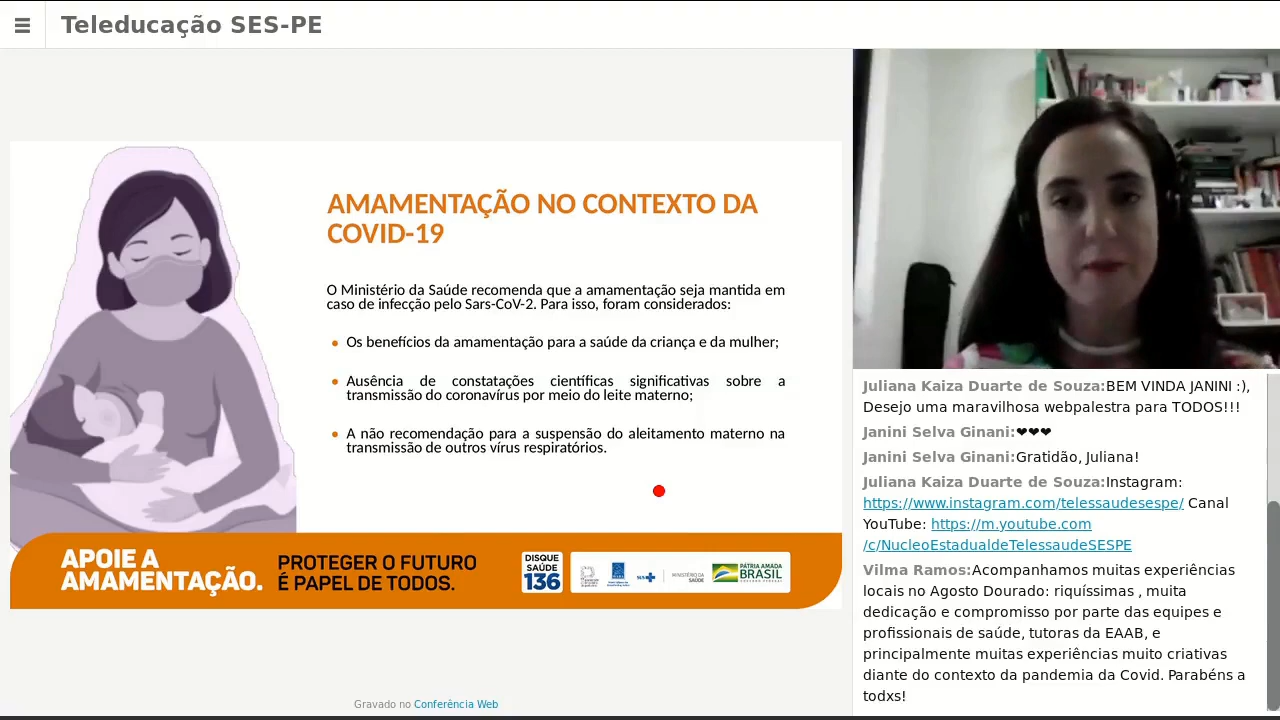 Teleducação SES-PE
AMAMENTAÇÃO NO CONTEXTO DA
COVID-19
O Ministério da Saúde recomenda que a amamentação seja mantida em
caso de infecção pelo Sars-CoV-2. Para isso, foram considerados:
• Os benefícios da amamentação para a saúde da criança e da mulher;
• Ausência de constatações científicas significativas sobre a
transmissão do coronavírus por meio do leite materno;
• A não recomendação para a suspensão do aleitamento materno na
transmissão de outros vírus respiratórios.
APOIE A
AMAMENTAÇÃO.
PROTEGER O FUTURO
É PAPEL DE TODOS.
DISQUE
SAÚDE
136
SUS
MINISTÉRIO DA
SAÚDE
PÁTRIA AMADA
BRASIL
Gravado no Conferência Web
Juliana Kaiza Duarte de Souza:BEM VINDA JANINI :),
Desejo uma maravilhosa webpalestra para TODOS!!!
Janini Selva Ginani:❤❤❤
Janini Selva Ginani:Gratidão, Juliana!
Juliana Kaiza Duarte de Souza:Instagram:
https://www.instagram.com/telessaudesespe/ Canal
YouTube: https://m.youtube.com
/c/NucleoEstadualdeTelessaudeSESPE
Vilma Ramos:Acompanhamos muitas experiências
locais no Agosto Dourado: riquíssimas , muita
dedicação e compromisso por parte das equipes e
profissionais de saúde, tutoras da EAAB, e
principalmente muitas experiências muito criativas
diante do contexto da pandemia da Covid. Parabéns a
todxs!